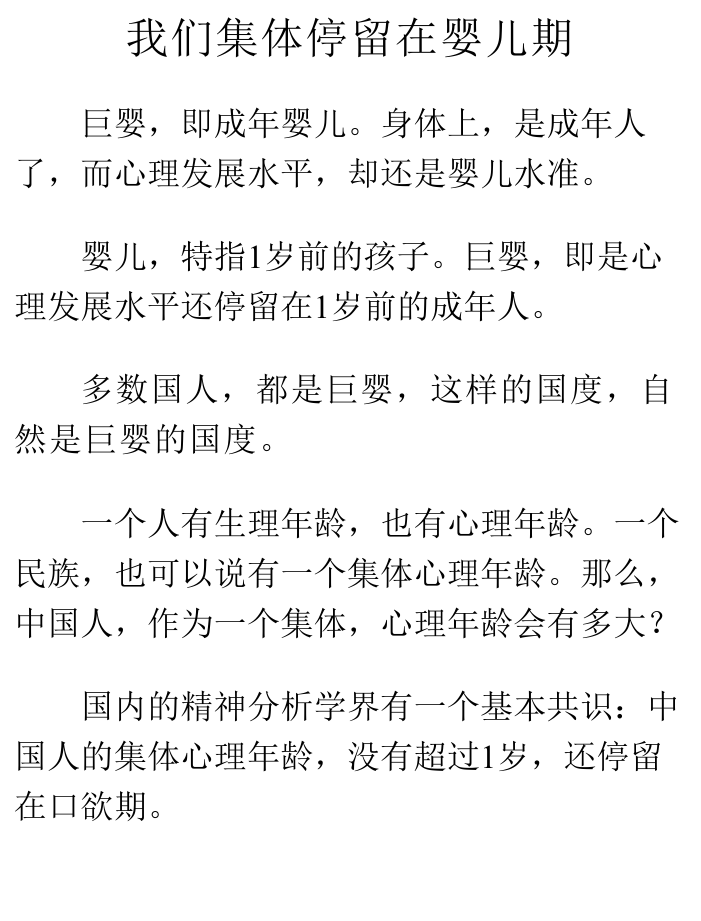 我们集体停留在婴儿期
巨婴，即成年婴儿。身体上，是成年人
了，而心理发展水平，却还是婴儿水准。
婴儿，特指1岁前的孩子。巨婴，即是心
理发展水平还停留在1岁前的成年人。
多数国人，都是巨婴，这样的国度，自
然是巨婴的国度。
一个人有生理年龄，也有心理年龄。一个
民族，也可以说有一个集体心理年龄。那么，
中国人，作为一个集体，心理年龄会有多大？
国内的精神分析学界有一个基本共识：中
国人的集体心理年龄，没有超过1岁，还停留
在口欲期。